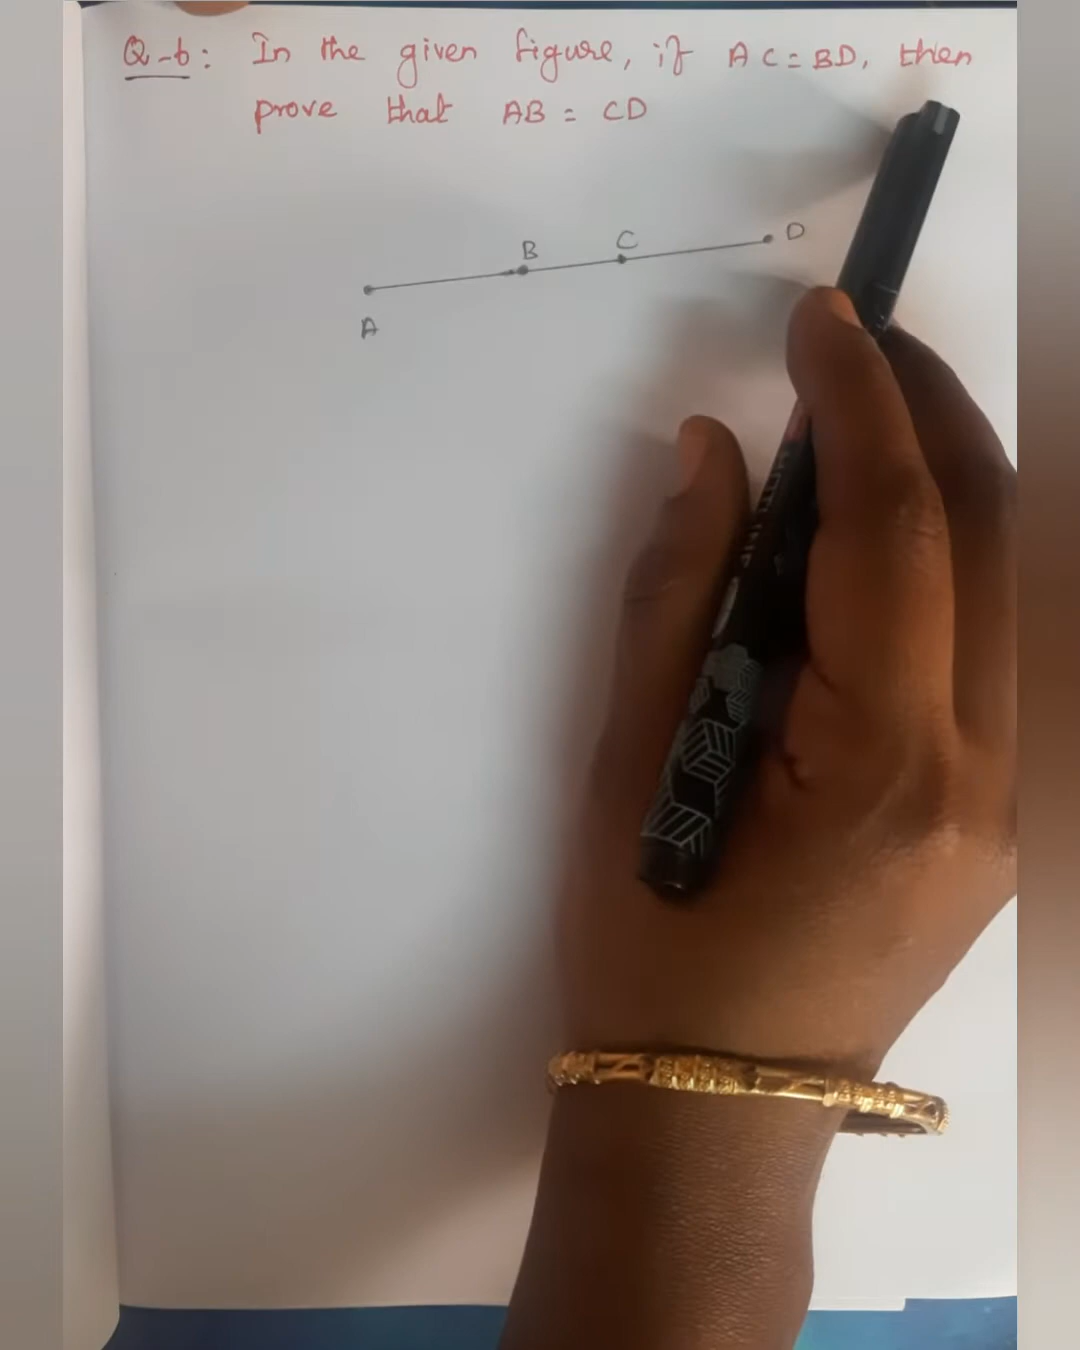 Q-6: In the given figure, if AC = BD, then
prove that AB = CD
B
C
D
A